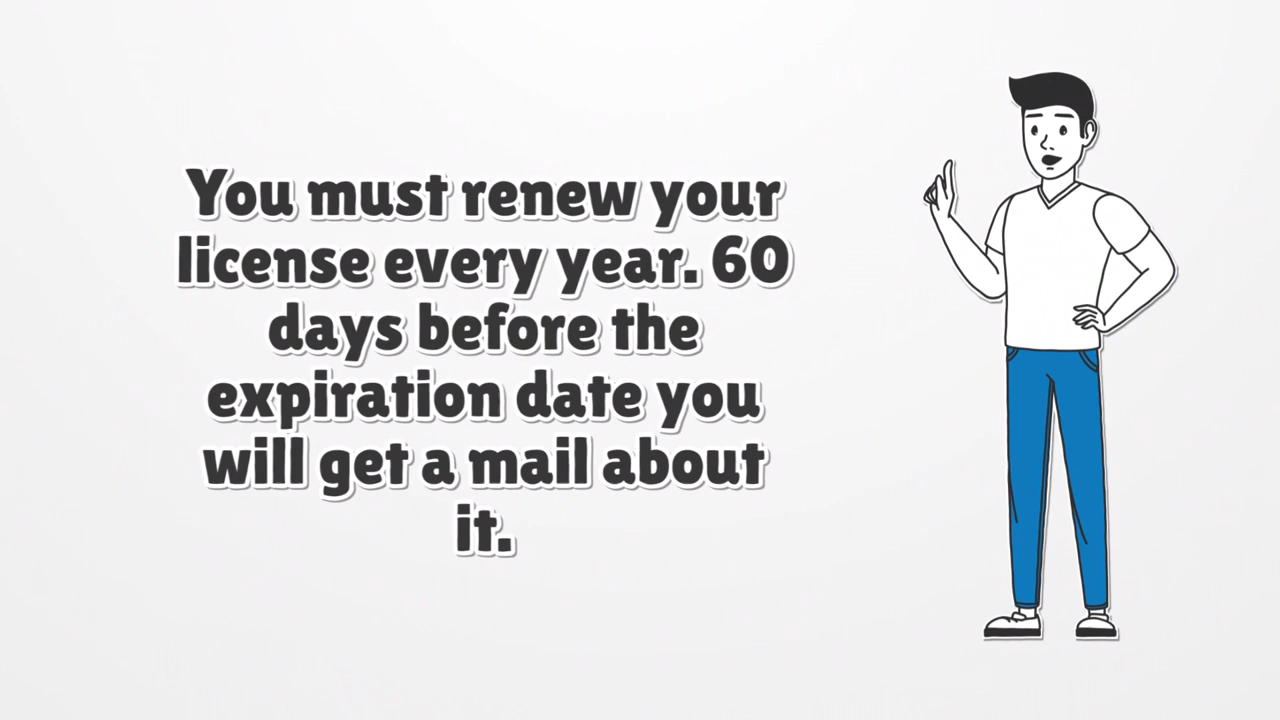 You must renew your
license every year. 60
days before the
expiration date you
will get a mail about
it.